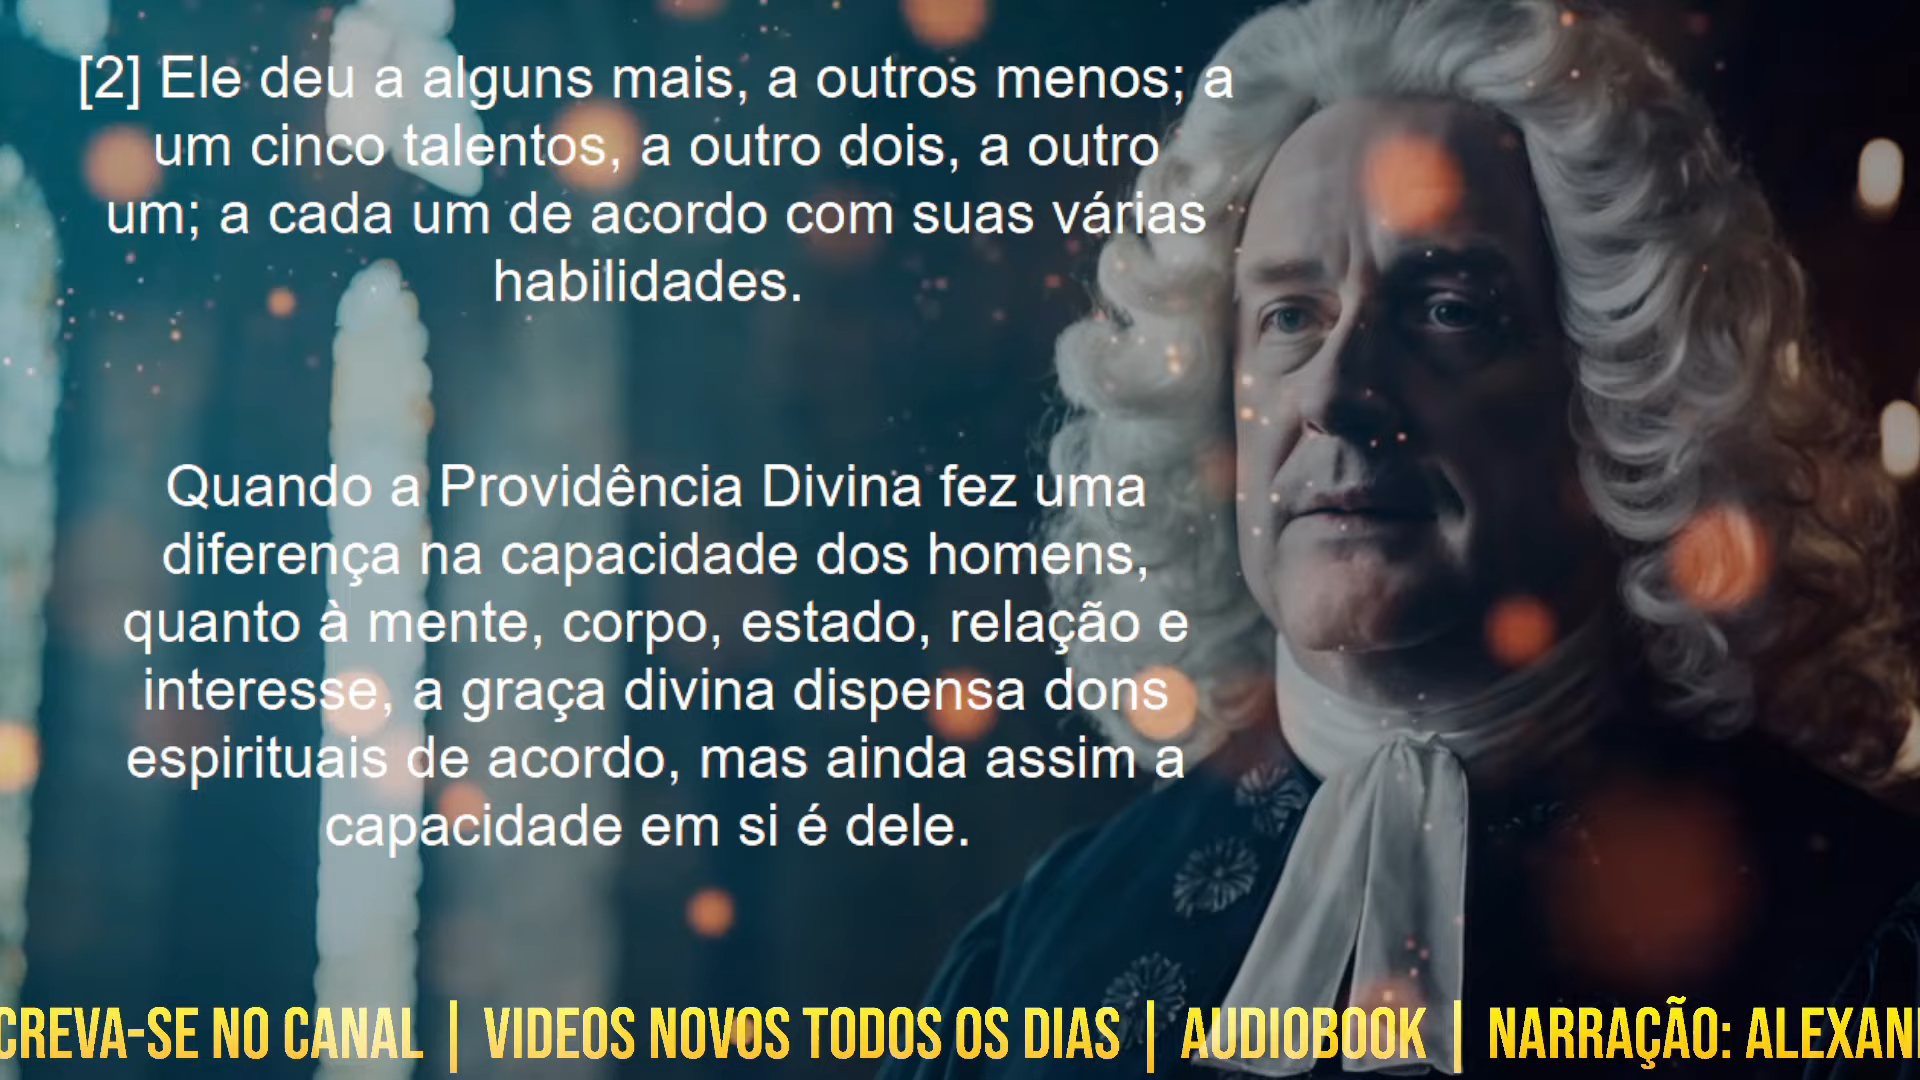 [2] Ele deu a alguns mais, a outros menos; a
um cinco talentos, a outro dois, a outro
um; a cada um de acordo com suas várias
habilidades.
Quando a Providência Divina fez uma
diferença na capacidade dos homens,
quanto à mente, corpo, estado, relação e
interesse, a graça divina dispensa dons
espirituais de acordo, mas ainda assim a
capacidade em si é dele.
CREVA-SE NO CANAL | VIDEOS NOVOS TODOS OS DIAS | AUDIOBOOK | NARRAÇÃO: ALEXAN